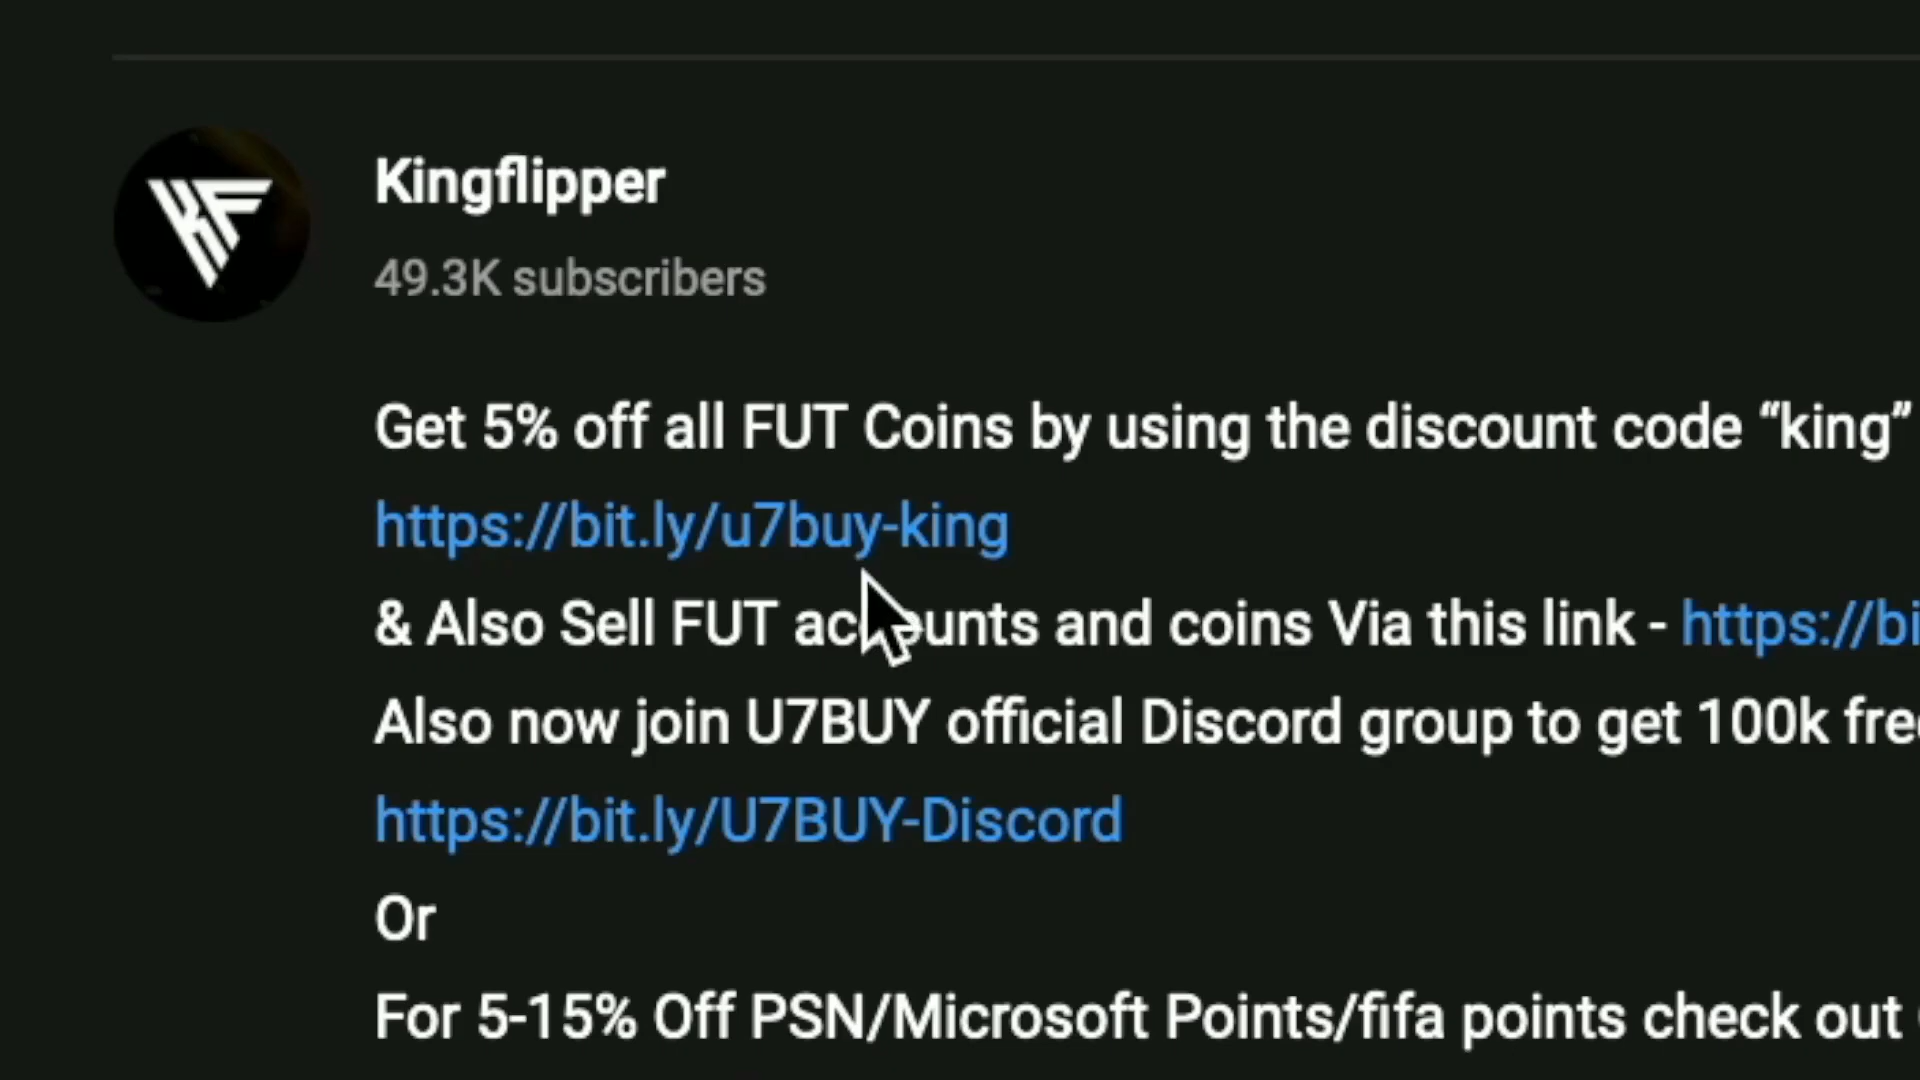 KF
Kingflipper
49.3K subscribers
Get 5% off all FUT Coins by using the discount code “king”
https://bit.ly/u7buy-king
& Also Sell FUT accounts and coins Via this link - https://bi
Also now join U7BUY official Discord group to get 100k free
https://bit.ly/U7BUY-Discord
Or
For 5-15% Off PSN/Microsoft Points/fifa points check out